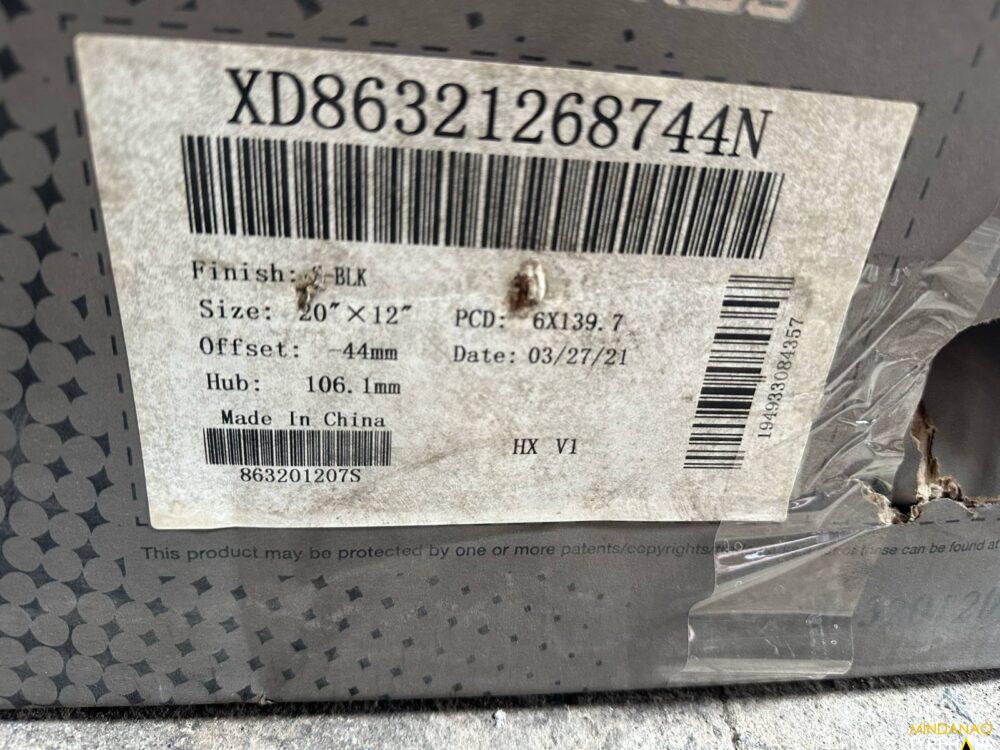 XD86321268744N
Finish: S-BLK
Size: 20"×12"
PCD: 6X139.7
Offset: -44mm
Date: 03/27/21
Hub: 106.1mm
Made In China
863201207S
HX V1
194933084357
This product may be protected by one or more patents/copyrights/ of these can be found at
MINDANAO